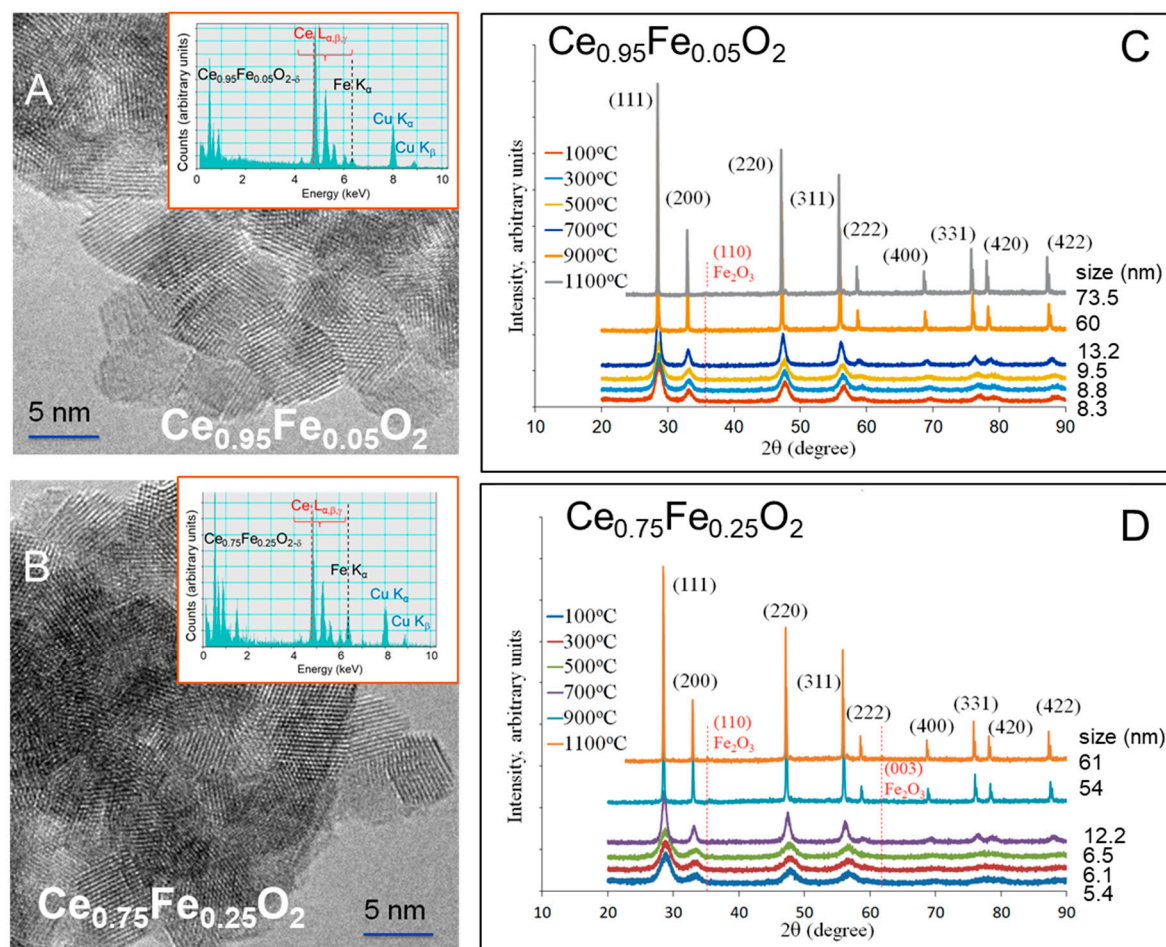 A
Counts (arbitrary units)
Ce L α,β,γ
Ce0.95Fe0.05O2-δ
Fe Kα
Cu Kα
Cu Kβ
0 2 4 6 8 10
Energy (keV)
5 nm
Ce0.95Fe0.05O2
B
Counts (arbitrary units)
Ce L α,β,γ
Ce0.75Fe0.25O2-δ
Fe Kα
Cu Kα
Cu Kβ
0 2 4 6 8 10
Energy (keV)
Ce0.75Fe0.25O2
5 nm
Ce0.95Fe0.05O2
C
Intensity, arbitrary units
(111)
(200)
(220)
(311)
(222)
(400)
(331)
(420)
(422)
100°C
300°C
500°C
700°C
900°C
1100°C
(110)
Fe2O3
size (nm)
73.5
60
13.2
9.5
8.8
8.3
10 20 30 40 50 60 70 80 90
2θ (degree)
Ce0.75Fe0.25O2
D
Intensity, arbitrary units
(111)
(200)
(220)
(311)
(222)
(400)
(331)
(420)
(422)
100°C
300°C
500°C
700°C
900°C
1100°C
(110)
Fe2O3
(003)
Fe2O3
size (nm)
61
54
12.2
6.5
6.1
5.4
10 20 30 40 50 60 70 80 90
2θ (degree)